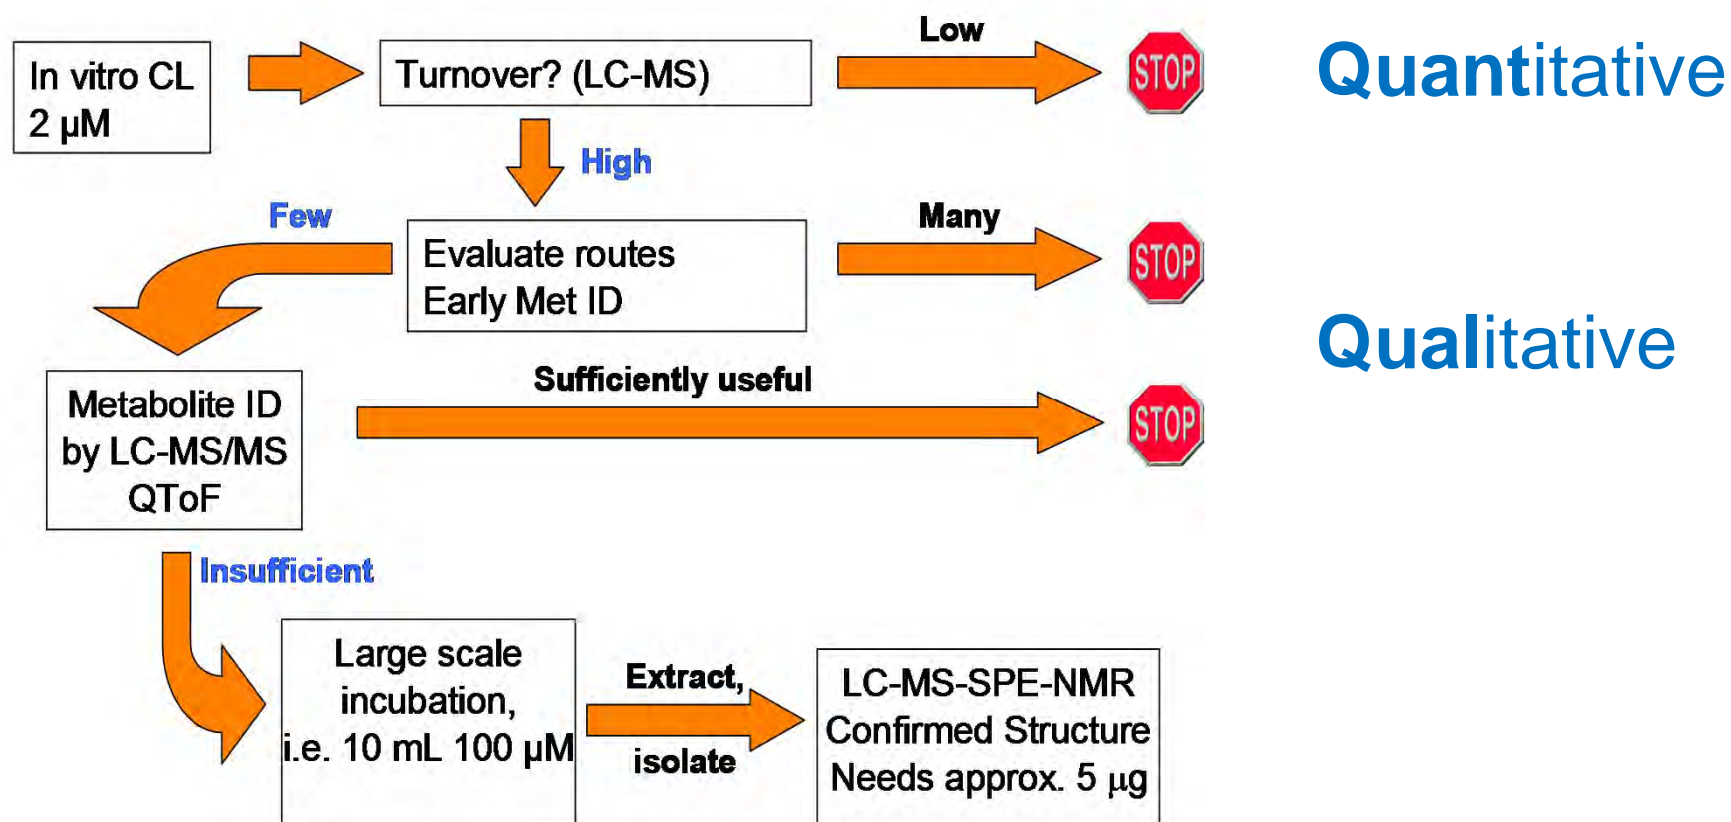 In vitro CL
2 µM
Turnover? (LC-MS)
Low
STOP
Quantitative
High
Few
Evaluate routes
Early Met ID
Many
STOP
Qualitative
Metabolite ID
by LC-MS/MS
QToF
Sufficiently useful
STOP
Insufficient
Large scale
incubation,
i.e. 10 mL 100 µM
Extract,
isolate
LC-MS-SPE-NMR
Confirmed Structure
Needs approx. 5 µg